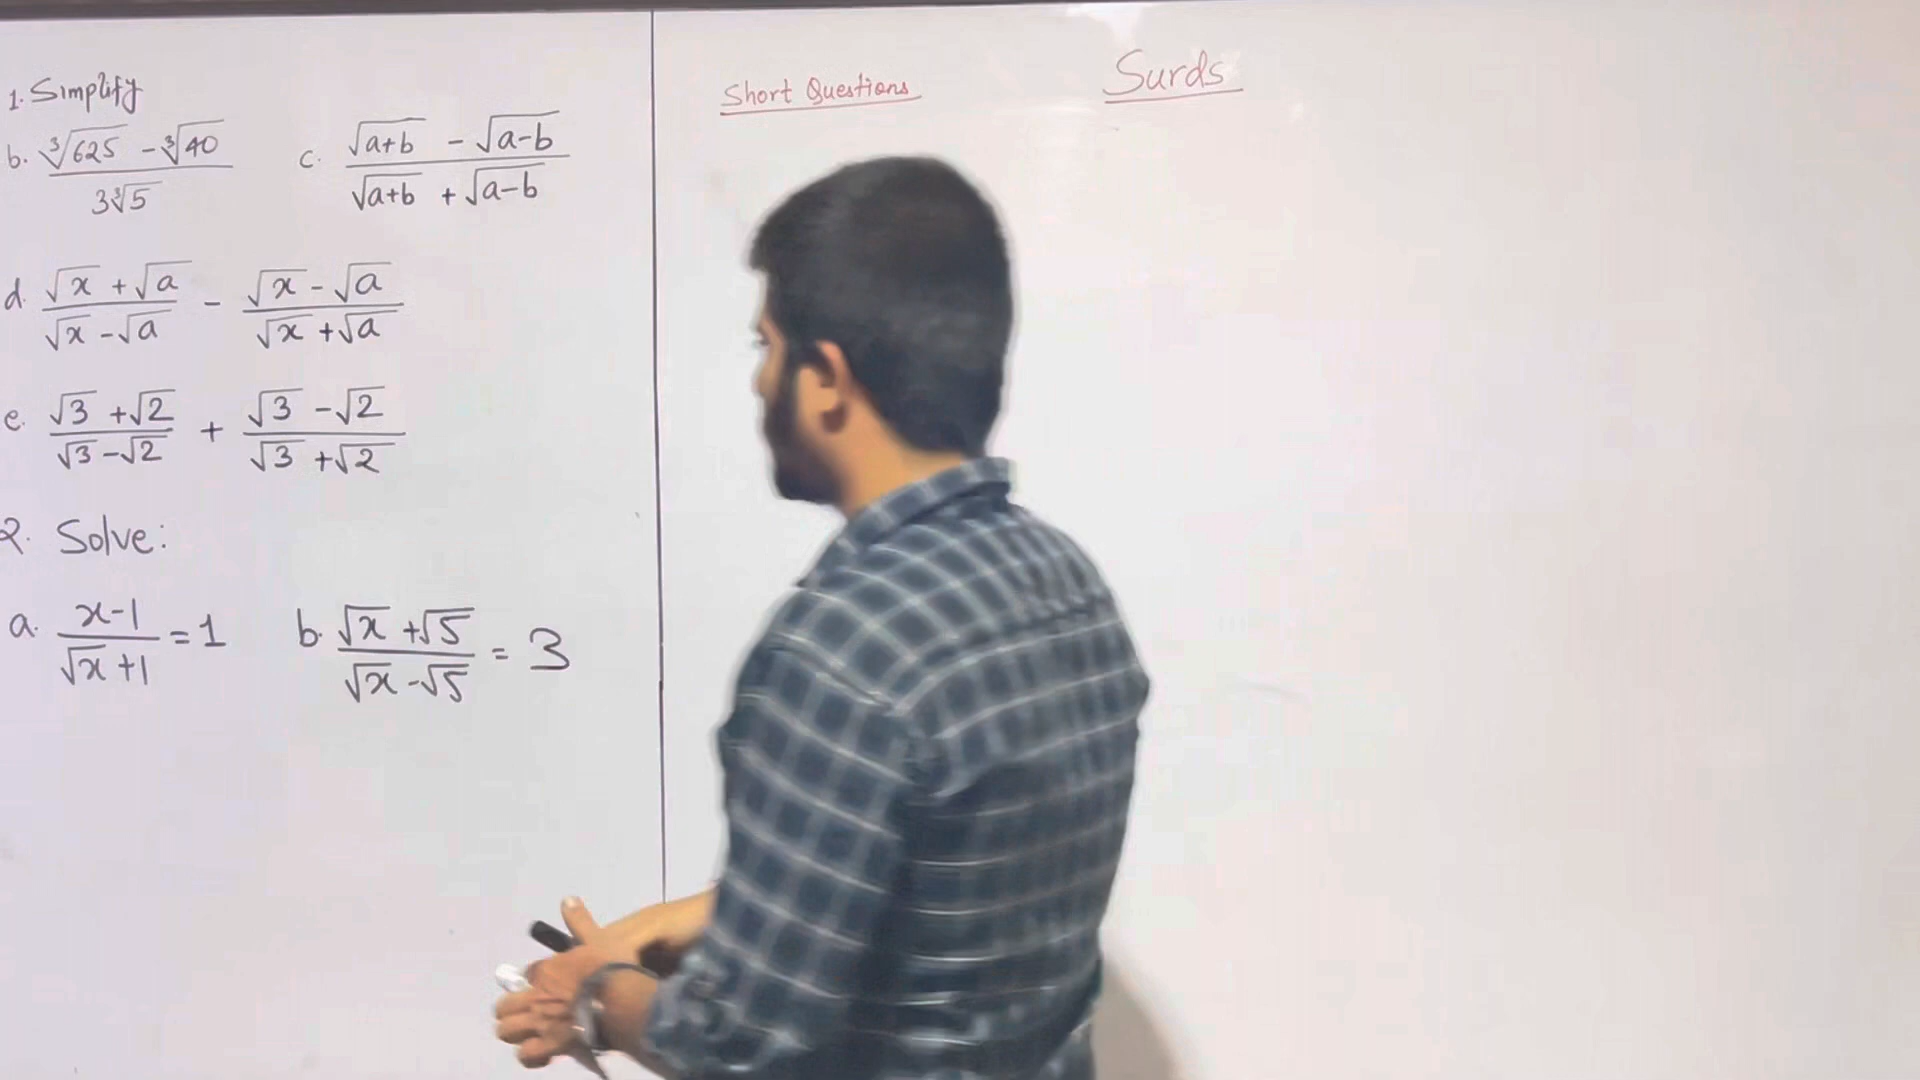 1. Simplify
b. (∛625 - ∛40) / (3∛5)
c. (√(a+b) - √(a-b)) / (√(a+b) + √(a-b))
d. (√x + √a) / (√x - √a) - (√x - √a) / (√x + √a)
e. (√3 + √2) / (√3 - √2) + (√3 - √2) / (√3 + √2)
2. Solve:
a. (x-1) / (√x + 1) = 1
b. (√x + √5) / (√x - √5) = 3
Short Questions
Surds